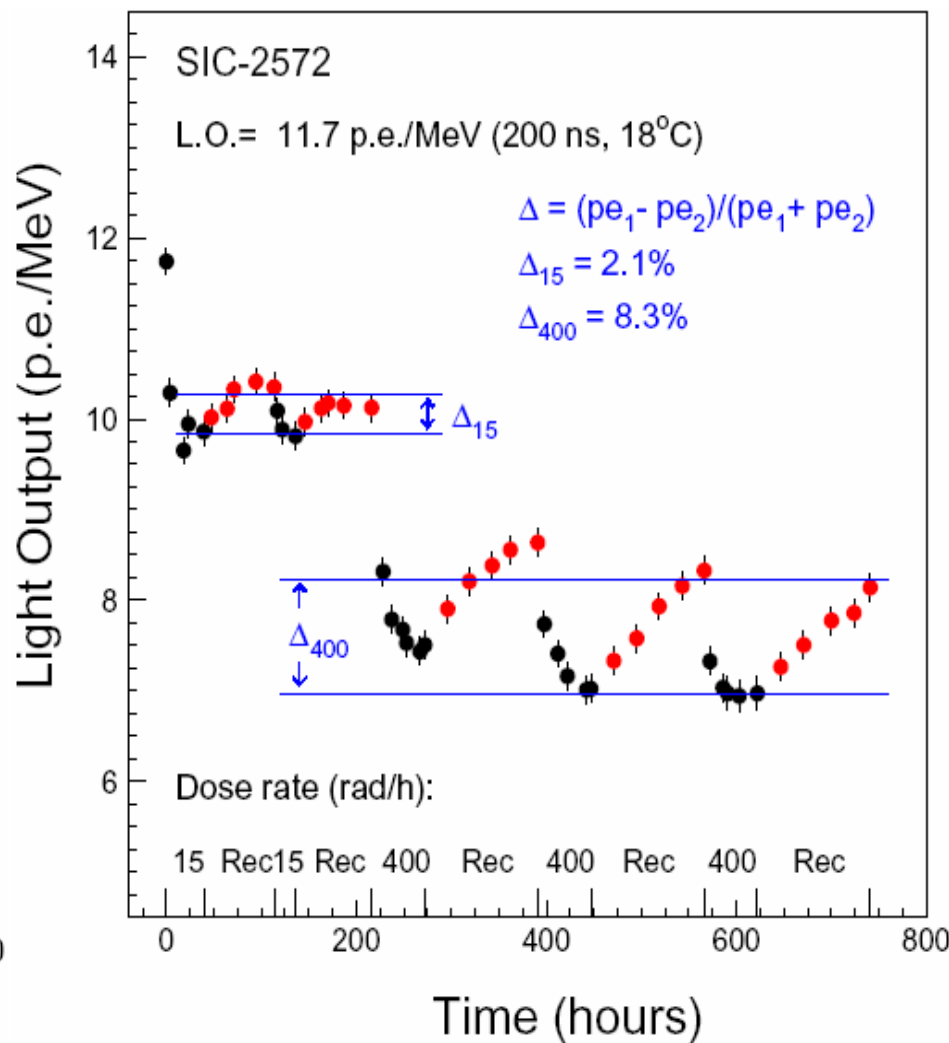 SIC-2572
L.O.= 11.7 p.e./MeV (200 ns, 18°C)
Δ = (pe₁- pe₂)/(pe₁+ pe₂)
Δ₁₅ = 2.1%
Δ₄₀₀ = 8.3%
Δ₁₅
Δ₄₀₀
Dose rate (rad/h):
15 Rec 15 Rec 400 Rec 400 Rec 400 Rec
14
12
10
8
6
Light Output (p.e./MeV)
0 200 400 600 800
Time (hours)